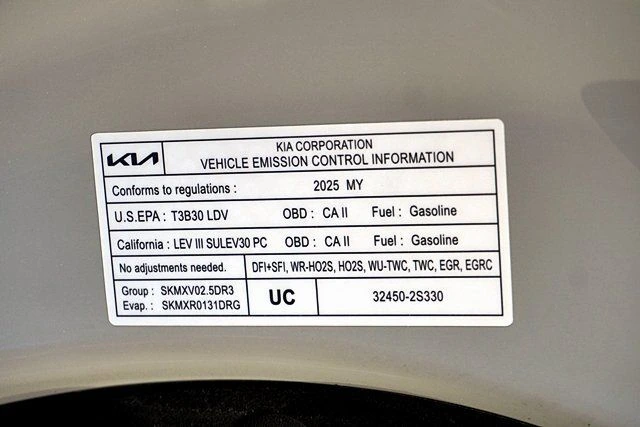 KIA KIA CORPORATION
VEHICLE EMISSION CONTROL INFORMATION
Conforms to regulations : 2025 MY
U.S.EPA : T3B30 LDV OBD : CA II Fuel : Gasoline
California : LEV III SULEV30 PC OBD : CA II Fuel : Gasoline
No adjustments needed. DFI+SFI, WR-HO2S, HO2S, WU-TWC, TWC, EGR, EGRC
Group : SKMXV02.5DR3
Evap. : SKMXR0131DRG
UC
32450-2S330